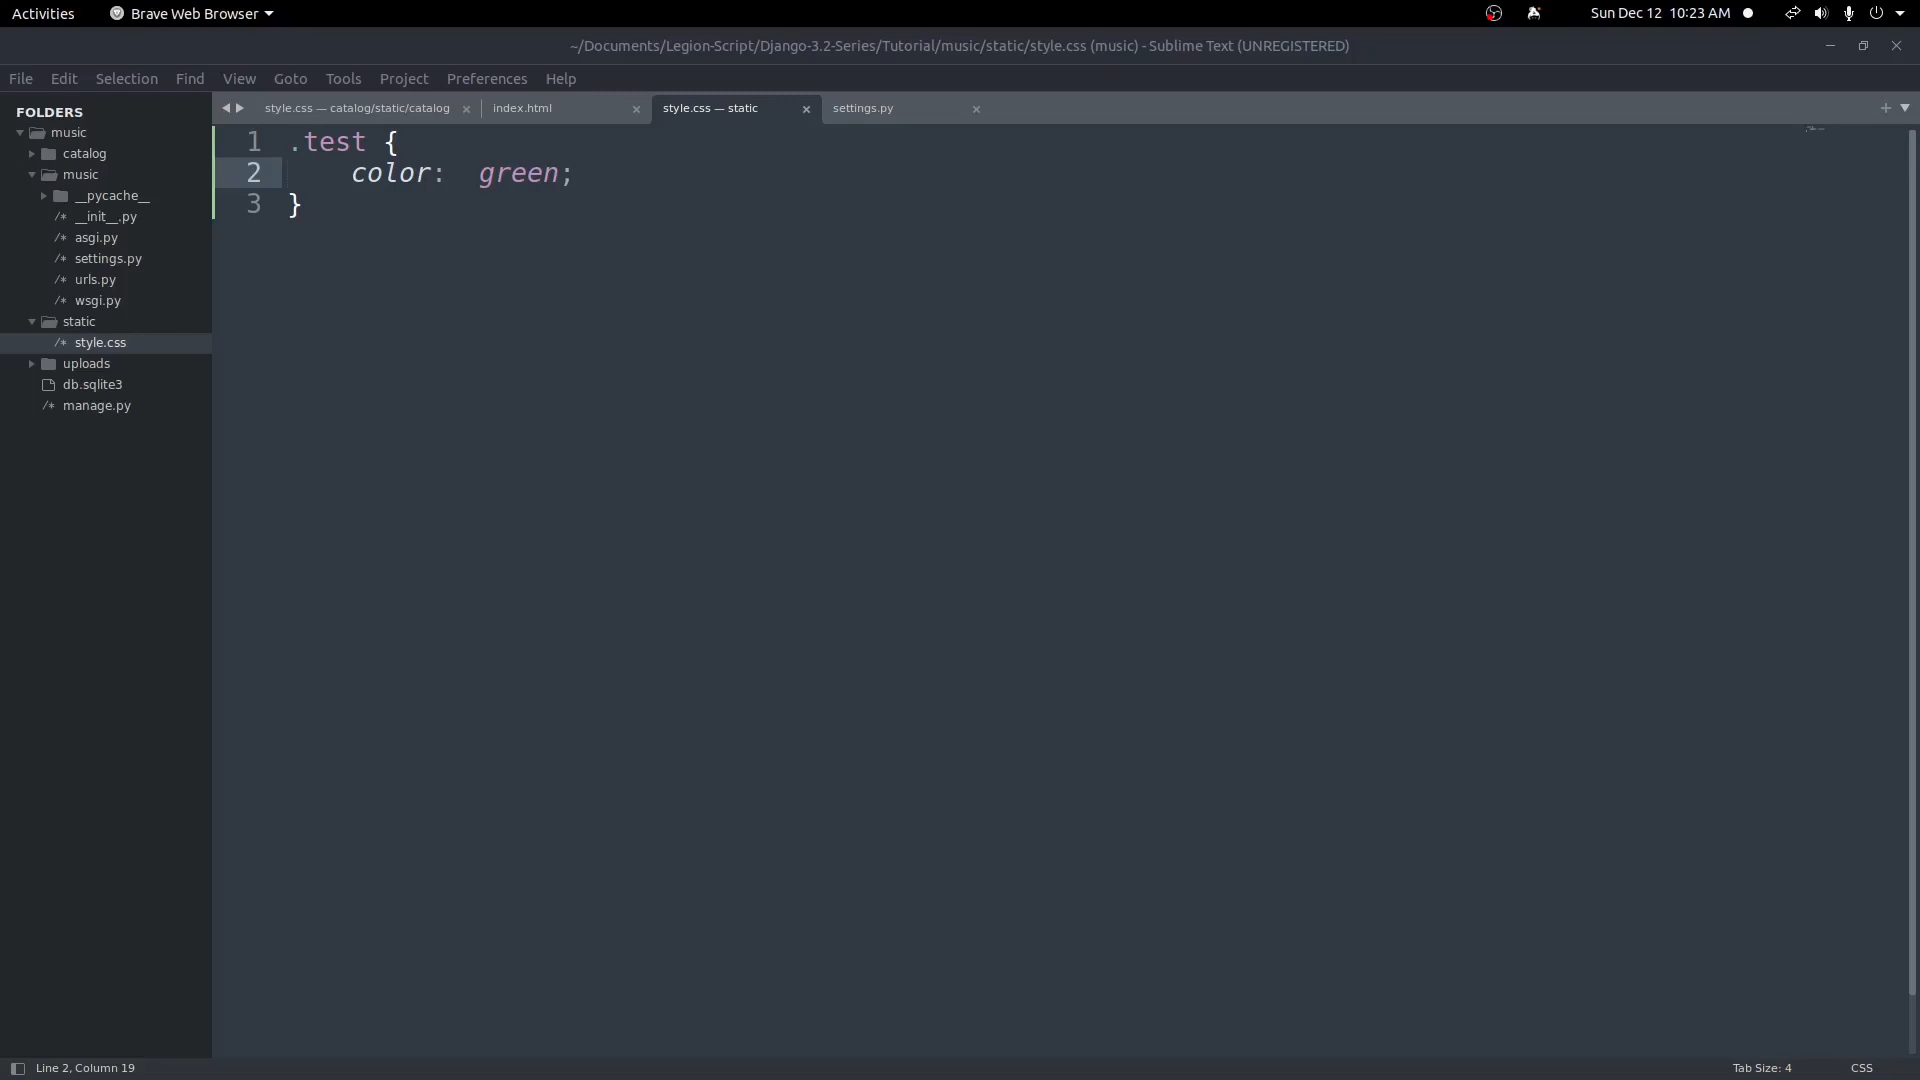 Activities Brave Web Browser Sun Dec 12 10:23 AM
~/Documents/Legion-Script/Django-3.2-Series/Tutorial/music/static/style.css (music) - Sublime Text (UNREGISTERED)
File Edit Selection Find View Goto Tools Project Preferences Help
FOLDERS
music
catalog
music
__pycache__
/* __init__.py
/* asgi.py
/* settings.py
/* urls.py
/* wsgi.py
static
/* style.css
uploads
db.sqlite3
/* manage.py
style.css — catalog/static/catalog × index.html × style.css — static × settings.py × +
1 .test {
2 color:  green;
3 }
Line 2, Column 19 Tab Size: 4 CSS